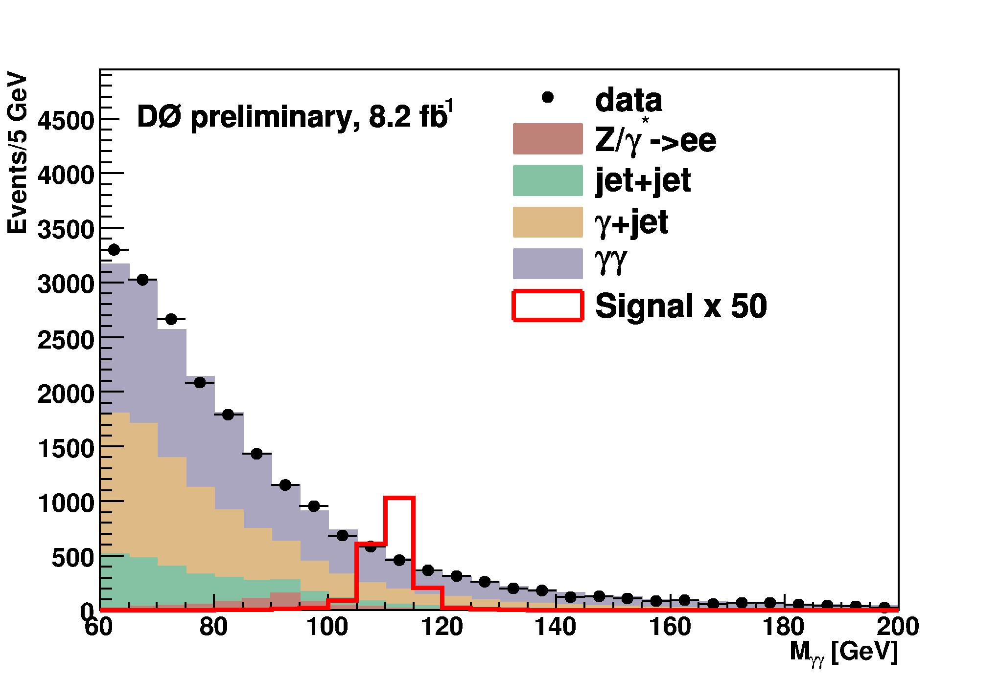 Events/5 GeV
4500
4000
3500
3000
2500
2000
1500
1000
500
0
DØ preliminary, 8.2 fb-1
data
Z/γ*->ee
jet+jet
γ+jet
γγ
Signal x 50
60 80 100 120 140 160 180 200
Mγγ [GeV]